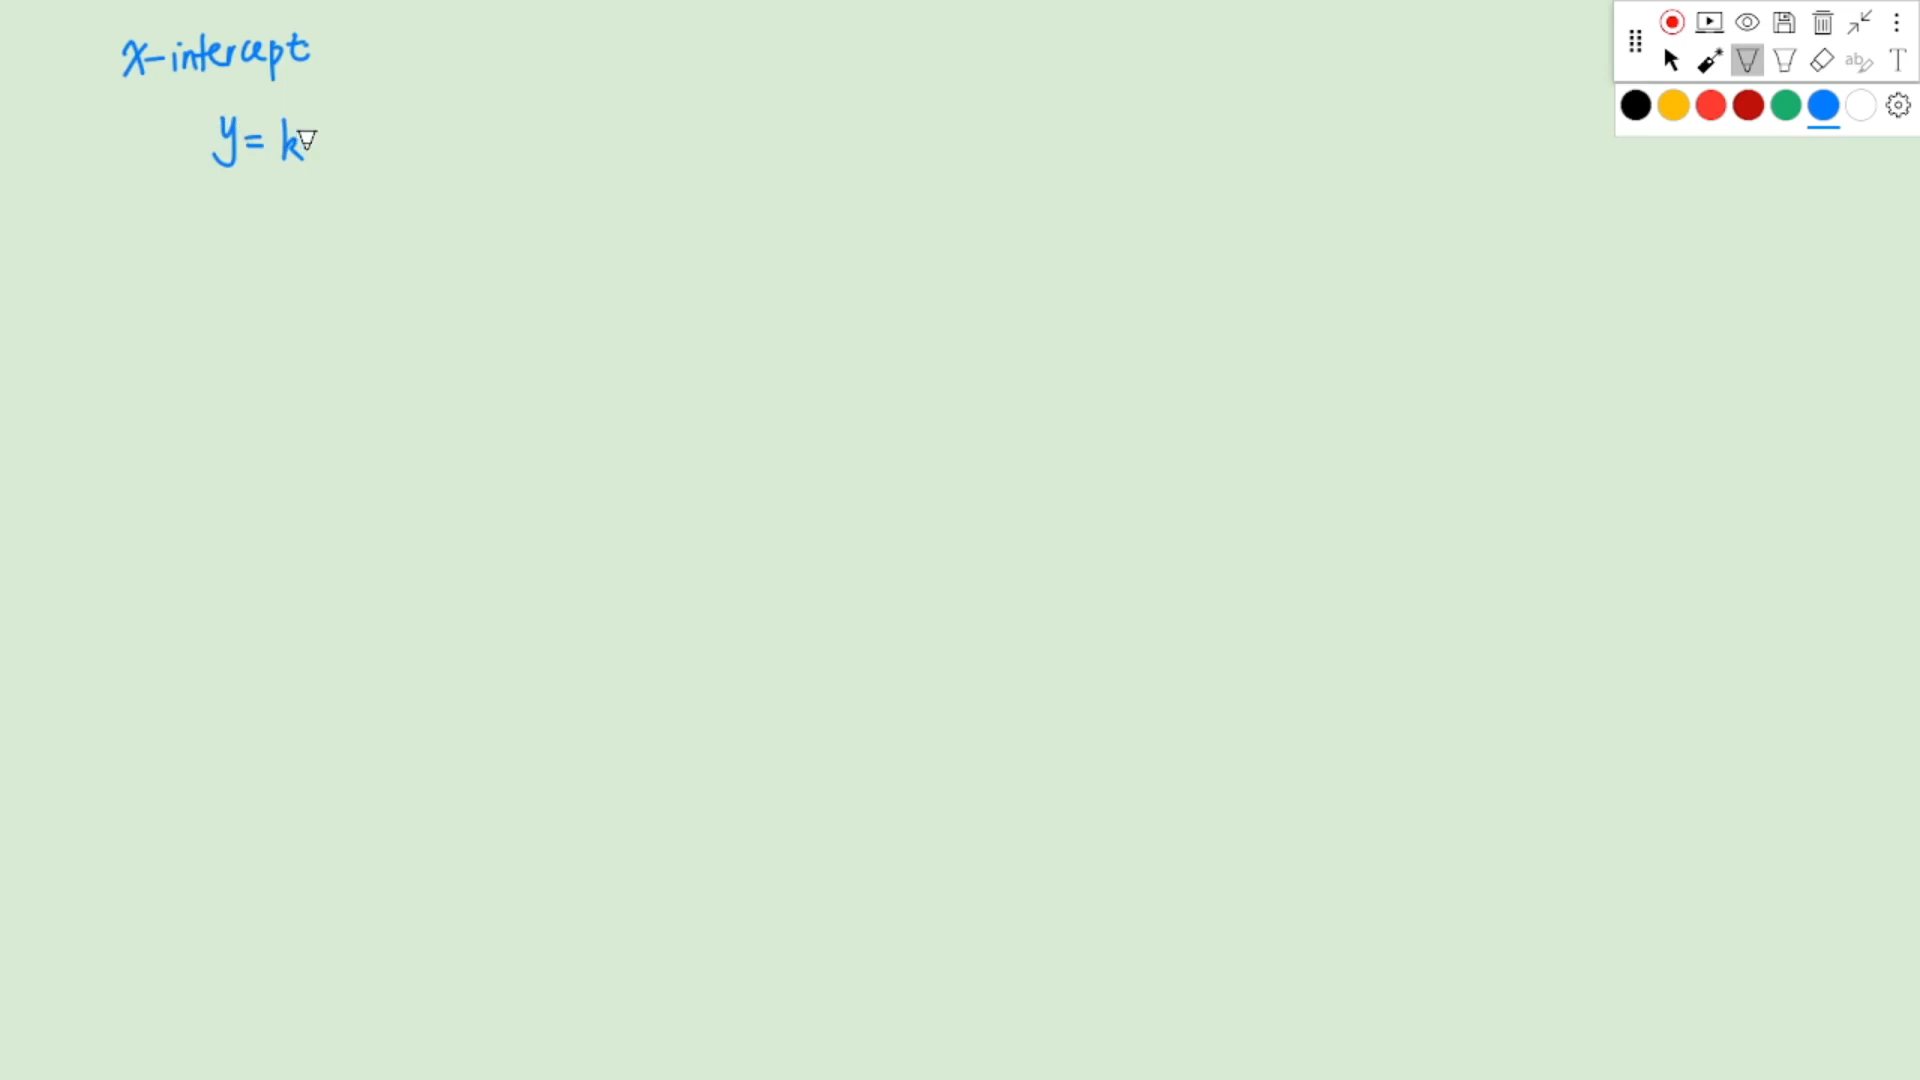 x-intercept
y= k